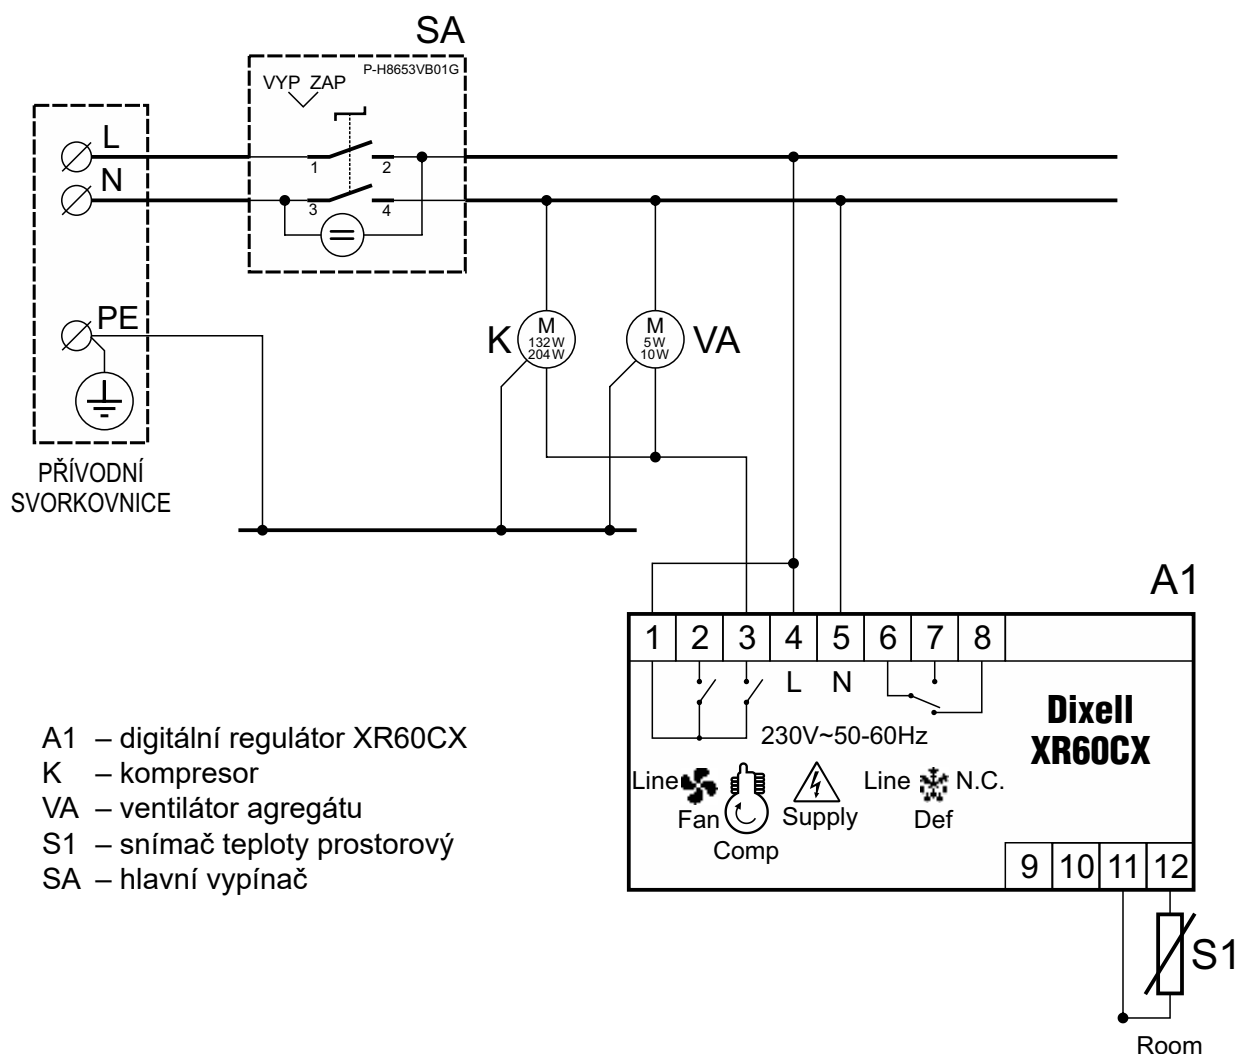 SA
P-H8653VB01G
VYP ZAP
L
1
2
N
3
4
PE
PŘÍVODNÍ
SVORKOVNICE
K
M
132W
204W
M
5W
10W
VA
A1
1 2 3 4 5 6 7 8
L N
230V~50-60Hz
Dixell
XR60CX
Line
Fan
Comp
Supply
Line
Def
N.C.
9 10 11 12
S1
Room
A1 – digitální regulátor XR60CX
K – kompresor
VA – ventilátor agregátu
S1 – snímač teploty prostorový
SA – hlavní vypínač